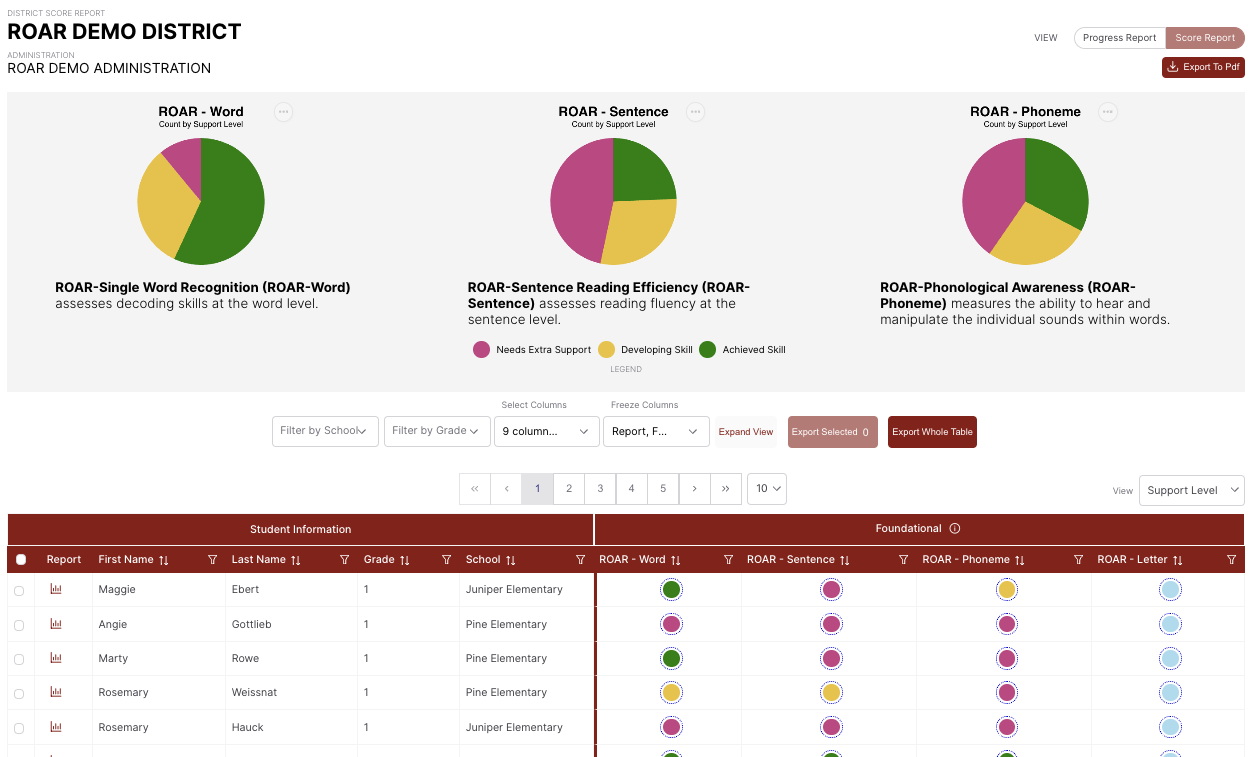 DISTRICT SCORE REPORT
ROAR DEMO DISTRICT
ADMINISTRATION
ROAR DEMO ADMINISTRATION
VIEW Progress Report Score Report
Export To Pdf
ROAR - Word
Count by Support Level
ROAR - Sentence
Count by Support Level
ROAR - Phoneme
Count by Support Level
ROAR-Single Word Recognition (ROAR-Word)
assesses decoding skills at the word level.
ROAR-Sentence Reading Efficiency (ROAR-
Sentence) assesses reading fluency at the
sentence level.
ROAR-Phonological Awareness (ROAR-
Phoneme) measures the ability to hear and
manipulate the individual sounds within words.
Needs Extra Support Developing Skill Achieved Skill
LEGEND
Select Columns Freeze Columns
Filter by School Filter by Grade 9 column... Report, F... Expand View Export Selected 0 Export Whole Table
« ‹ 1 2 3 4 5 › » 10
View Support Level
Student Information Foundational
Report First Name Last Name Grade School ROAR - Word ROAR - Sentence ROAR - Phoneme ROAR - Letter
Maggie Ebert 1 Juniper Elementary
Angie Gottlieb 1 Pine Elementary
Marty Rowe 1 Pine Elementary
Rosemary Weissnat 1 Pine Elementary
Rosemary Hauck 1 Juniper Elementary